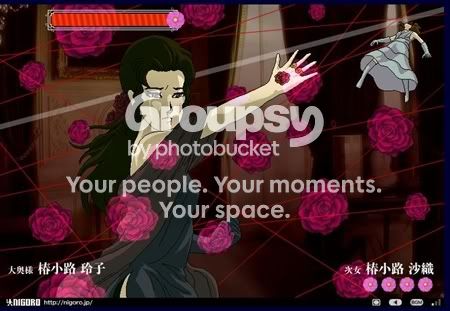 Groupsy
by photobucket
Your people. Your moments.
Your space.
大奥様 椿小路 玲子
次女 椿小路 沙織
NIGORO http://nigoro.jp/
BGM